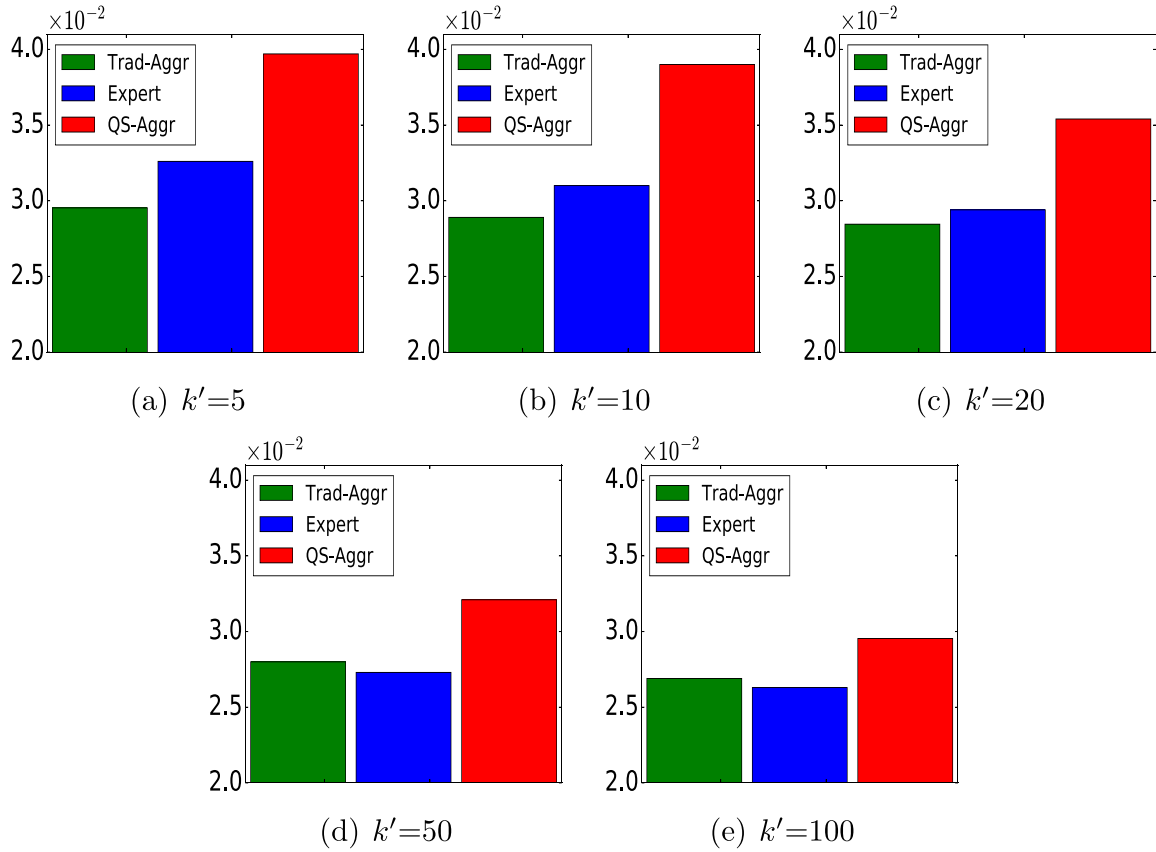 ×10⁻²
4.0
3.5
3.0
2.5
2.0
Trad-Aggr
Expert
QS-Aggr
(a) k′=5
×10⁻²
4.0
3.5
3.0
2.5
2.0
Trad-Aggr
Expert
QS-Aggr
(b) k′=10
×10⁻²
4.0
3.5
3.0
2.5
2.0
Trad-Aggr
Expert
QS-Aggr
(c) k′=20
×10⁻²
4.0
3.5
3.0
2.5
2.0
Trad-Aggr
Expert
QS-Aggr
(d) k′=50
×10⁻²
4.0
3.5
3.0
2.5
2.0
Trad-Aggr
Expert
QS-Aggr
(e) k′=100